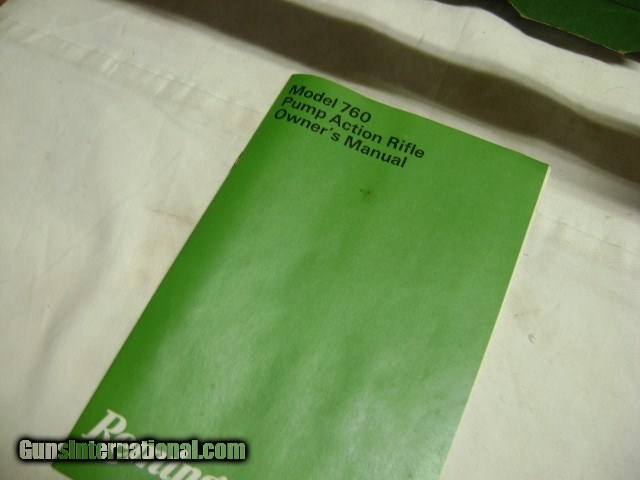 Model 760
Pump Action Rifle
Owner's Manual
GunsInternational.com